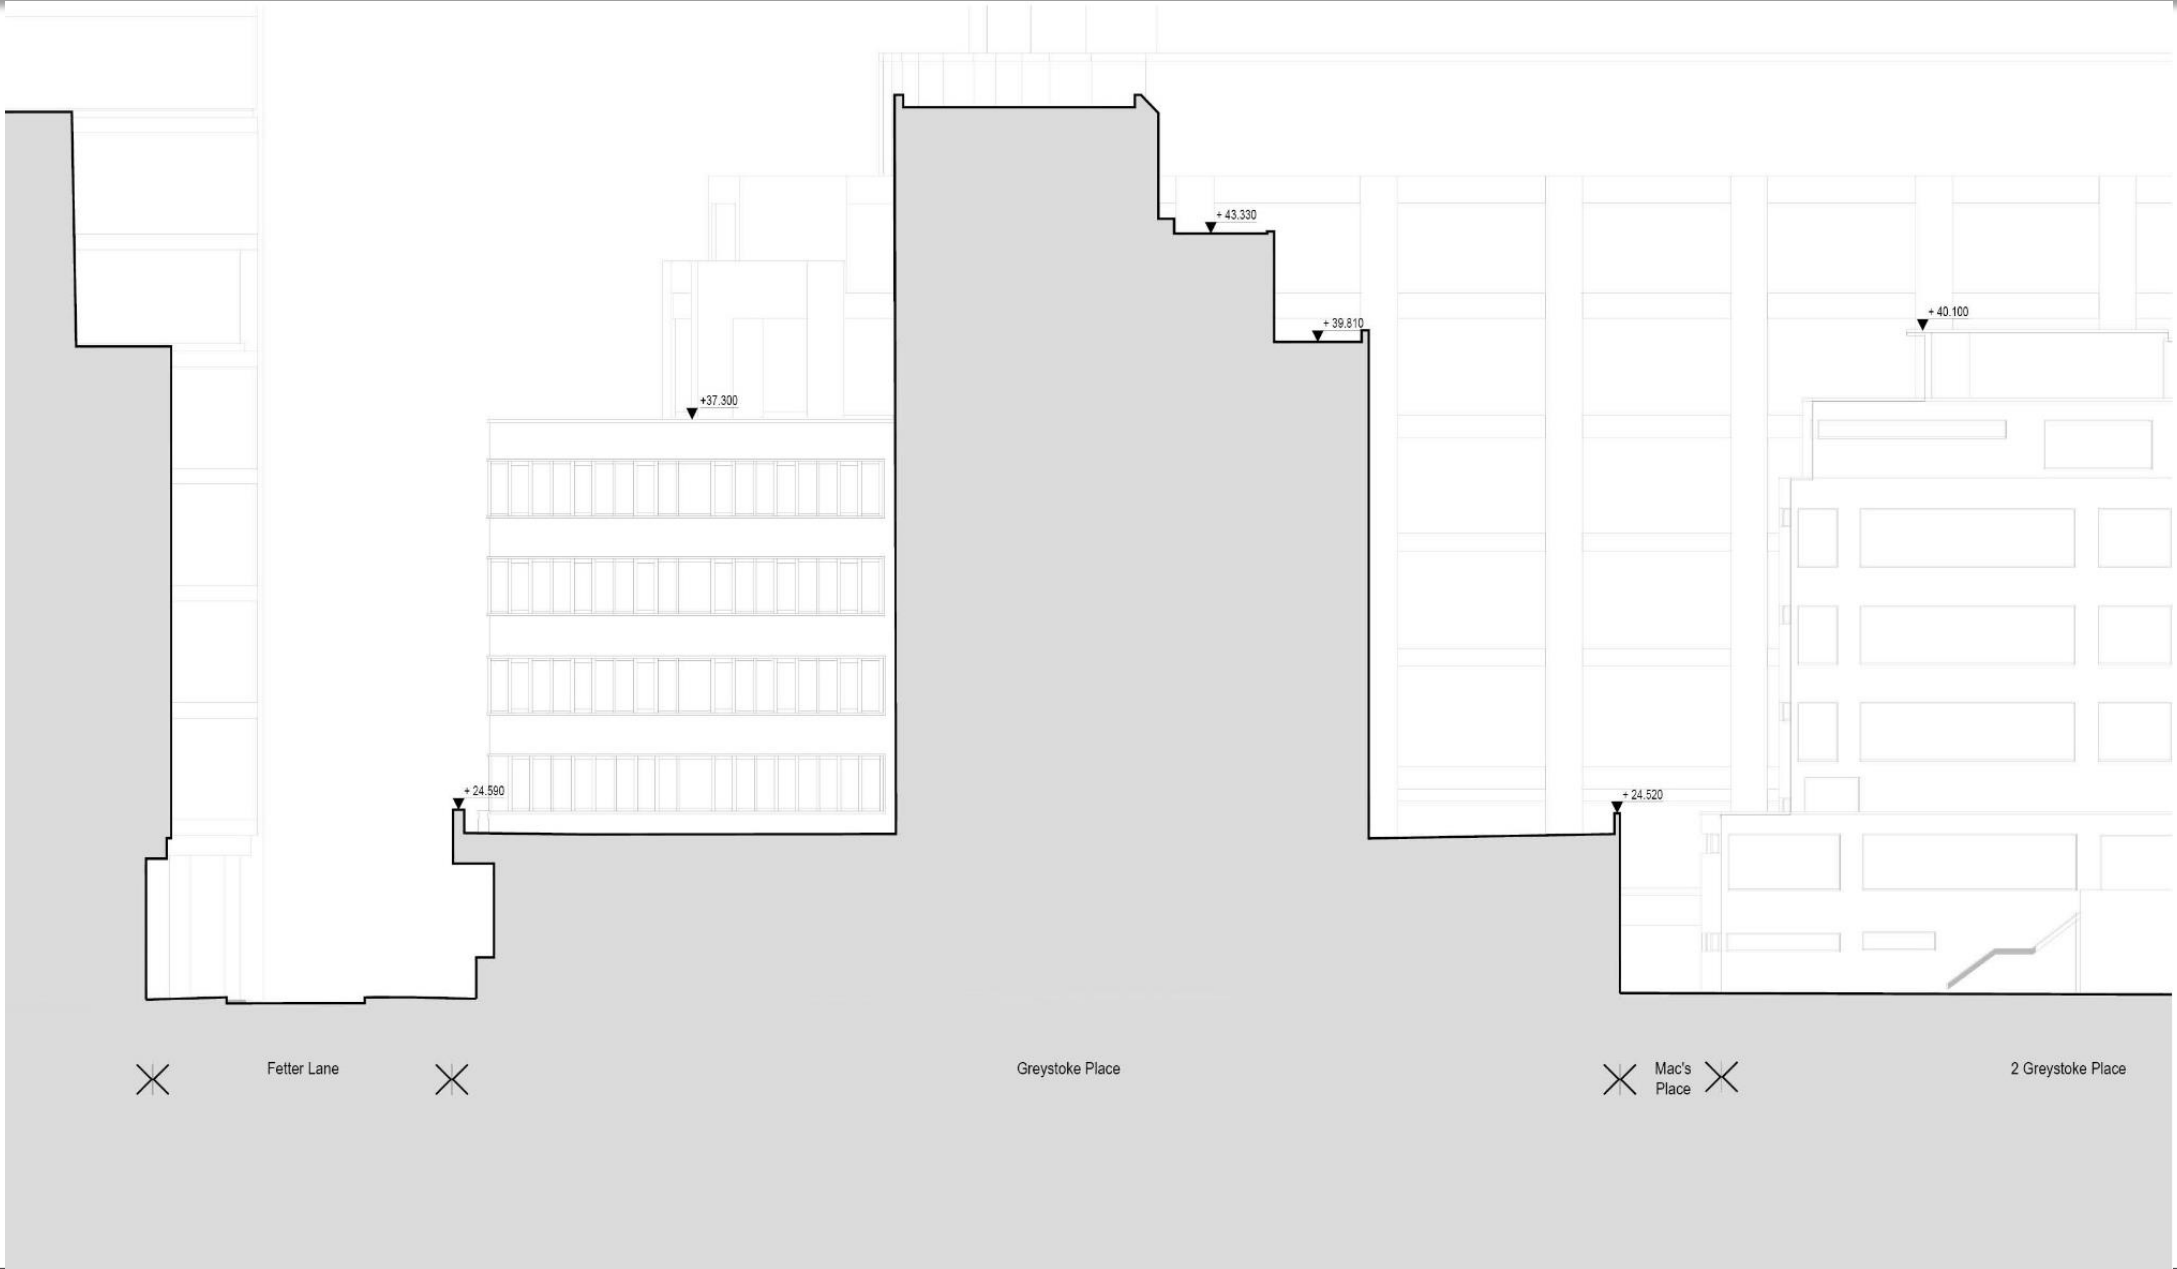 + 43.330
+ 40.100
+ 39.810
+37.300
+ 24.590
+ 24.520
Fetter Lane
Greystoke Place
Mac's
Place
2 Greystoke Place